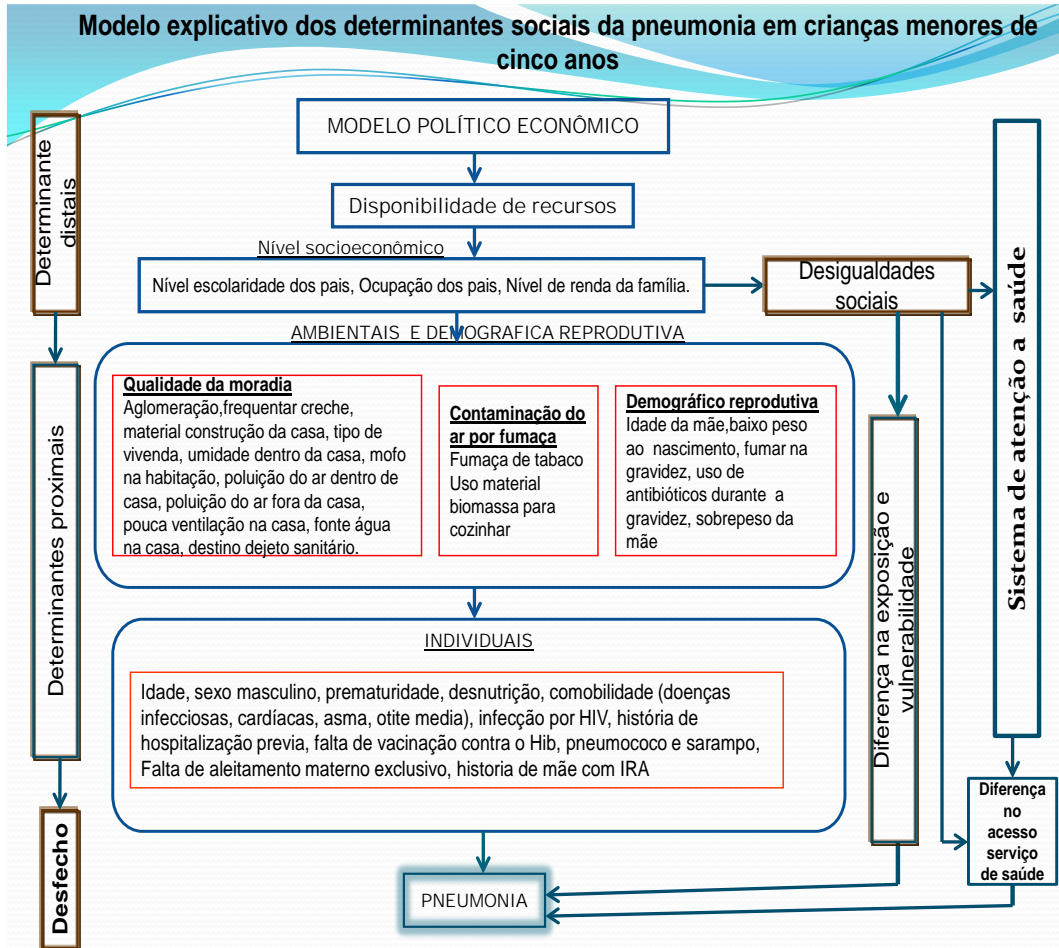 Modelo explicativo dos determinantes sociais da pneumonia em crianças menores de
cinco anos
Determinante
distais
Determinantes proximais
Desfecho
MODELO POLÍTICO ECONÔMICO
Disponibilidade de recursos
Nível socioeconômico
Nível escolaridade dos pais, Ocupação dos pais, Nível de renda da família.
Desigualdades
sociais
AMBIENTAIS E DEMOGRAFICA REPRODUTIVA
Qualidade da moradia
Aglomeração,frequentar creche,
material construção da casa, tipo de
vivenda, umidade dentro da casa, mofo
na habitação, poluição do ar dentro de
casa, poluição do ar fora da casa,
pouca ventilação na casa, fonte água
na casa, destino dejeto sanitário.
Contaminação do
ar por fumaça
Fumaça de tabaco
Uso material
biomassa para
cozinhar
Demográfico reprodutiva
Idade da mãe,baixo peso
ao nascimento, fumar na
gravidez, uso de
antibióticos durante a
gravidez, sobrepeso da
mãe
INDIVIDUAIS
Idade, sexo masculino, prematuridade, desnutrição, comobilidade (doenças
infecciosas, cardíacas, asma, otite media), infecção por HIV, história de
hospitalização previa, falta de vacinação contra o Hib, pneumococo e sarampo,
Falta de aleitamento materno exclusivo, historia de mãe com IRA
PNEUMONIA
Diferença na exposição e
vulnerabilidade
Sistema de atenção a saúde
Diferença
no
acesso
serviço
de saúde